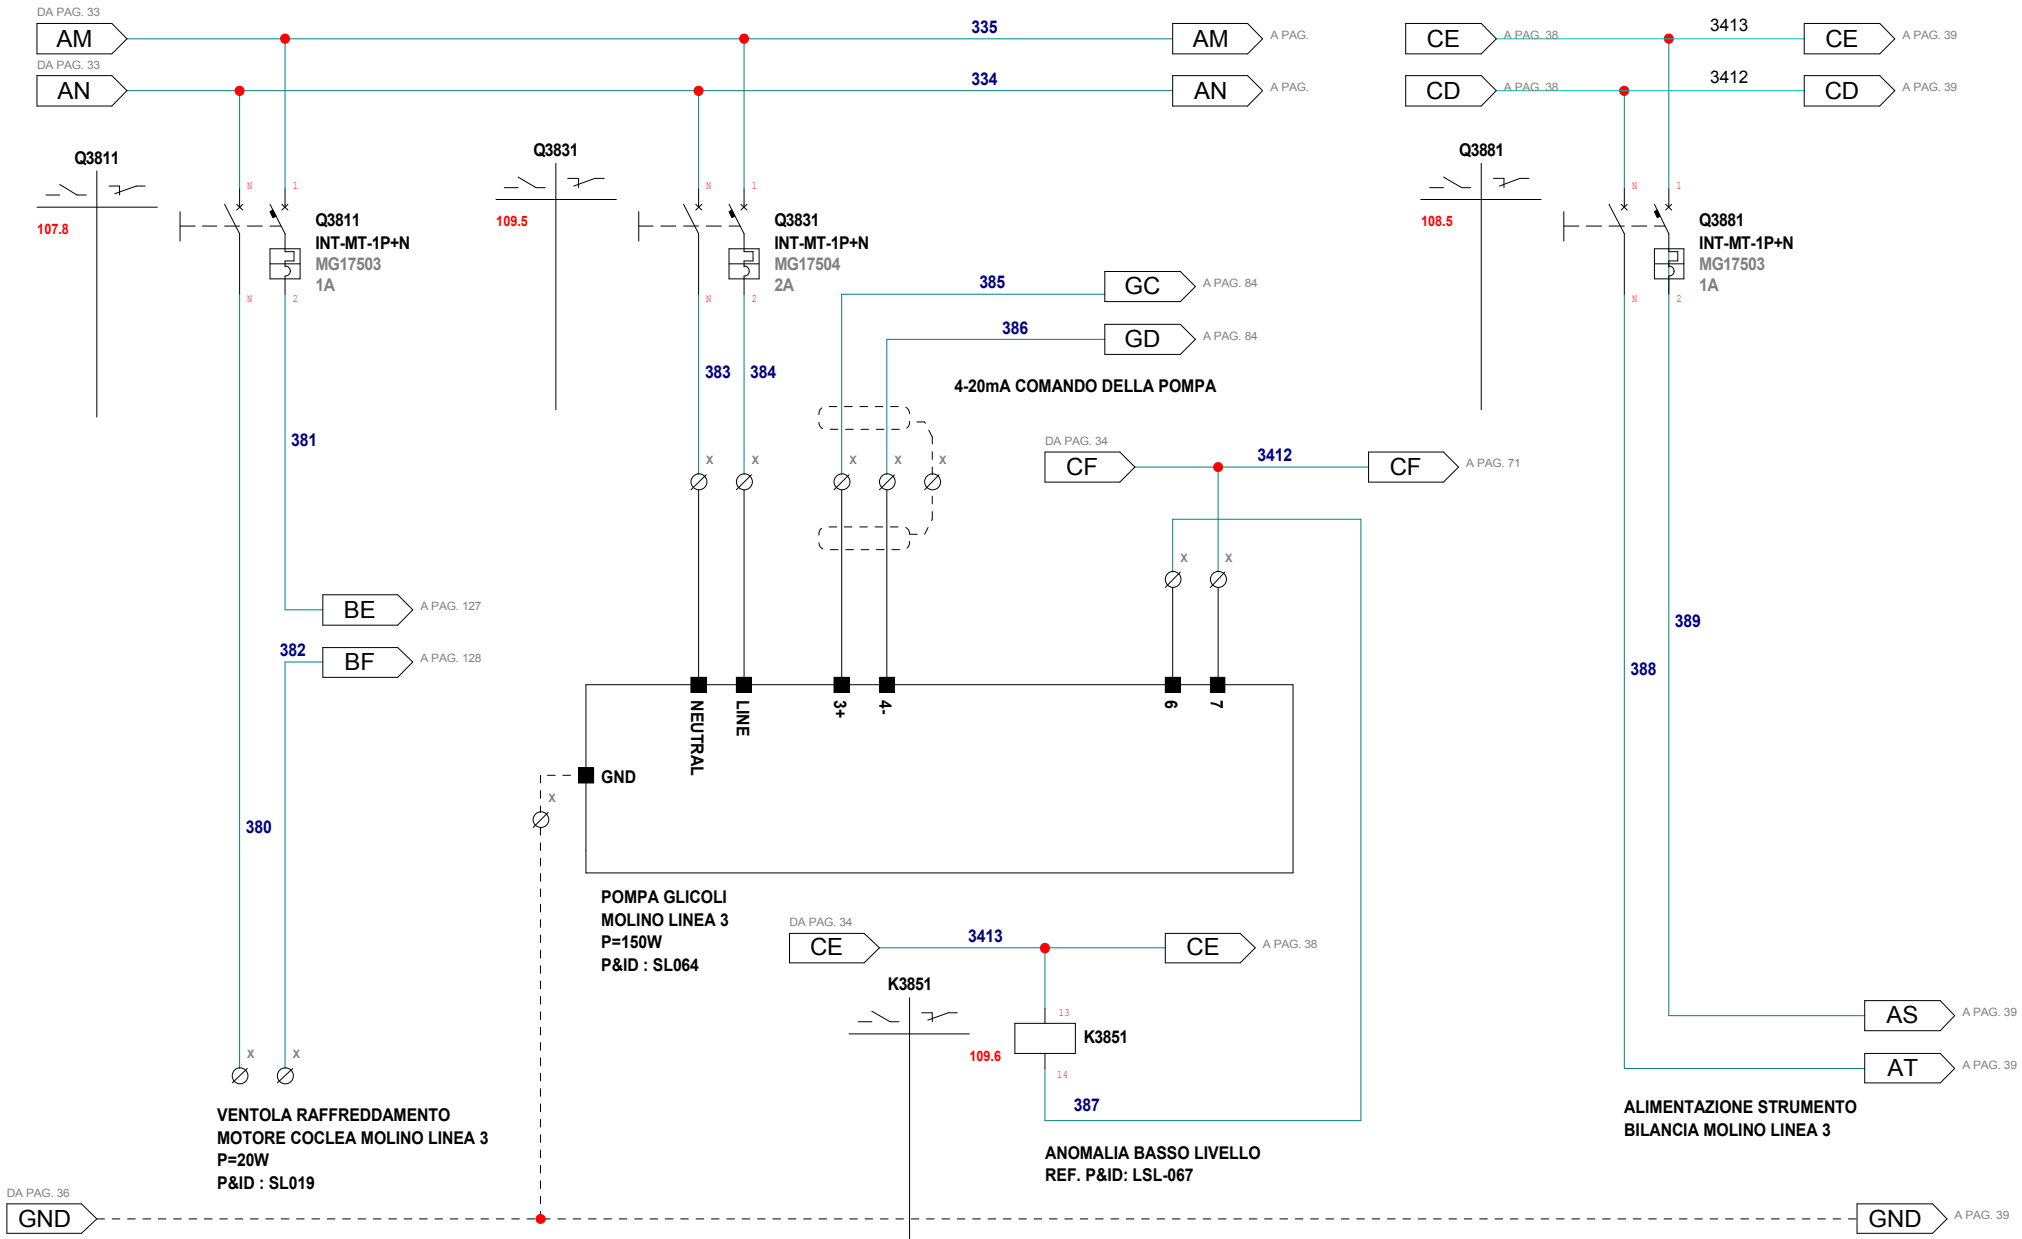 DA PAG. 33
AM
335
AM
A PAG.
CE
A PAG. 38
3413
CE
A PAG. 39
DA PAG. 33
AN
334
AN
A PAG.
CD
A PAG. 38
3412
CD
A PAG. 39
Q3811
107.8
N
1
Q3811
INT-MT-1P+N
MG17503
1A
N
2
Q3831
109.5
N
1
Q3831
INT-MT-1P+N
MG17504
2A
N
2
Q3881
108.5
N
1
Q3881
INT-MT-1P+N
MG17503
1A
N
2
385
GC
A PAG. 84
386
GD
A PAG. 84
383
384
4-20mA COMANDO DELLA POMPA
381
x
x
x
x
x
DA PAG. 34
CF
3412
CF
A PAG. 71
x
x
BE
A PAG. 127
382
BF
A PAG. 128
389
388
NEUTRAL
LINE
3+
4-
6
7
GND
x
380
POMPA GLICOLI
MOLINO LINEA 3
P=150W
P&ID : SL064
DA PAG. 34
CE
3413
CE
A PAG. 38
K3851
109.6
13
K3851
14
387
AS
A PAG. 39
AT
A PAG. 39
x
x
VENTOLA RAFFREDDAMENTO
MOTORE COCLEA MOLINO LINEA 3
P=20W
P&ID : SL019
ANOMALIA BASSO LIVELLO
REF. P&ID: LSL-067
ALIMENTAZIONE STRUMENTO
BILANCIA MOLINO LINEA 3
DA PAG. 36
GND
GND
A PAG. 39